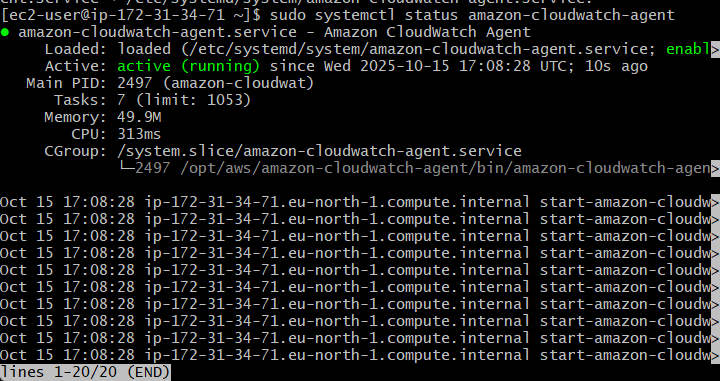 [ec2-user@ip-172-31-34-71 ~]$ sudo systemctl status amazon-cloudwatch-agent
● amazon-cloudwatch-agent.service - Amazon CloudWatch Agent
     Loaded: loaded (/etc/systemd/system/amazon-cloudwatch-agent.service; enabl>
     Active: active (running) since Wed 2025-10-15 17:08:28 UTC; 10s ago
   Main PID: 2497 (amazon-cloudwat)
      Tasks: 7 (limit: 1053)
     Memory: 49.9M
        CPU: 313ms
     CGroup: /system.slice/amazon-cloudwatch-agent.service
             └─2497 /opt/aws/amazon-cloudwatch-agent/bin/amazon-cloudwatch-agen>
Oct 15 17:08:28 ip-172-31-34-71.eu-north-1.compute.internal start-amazon-cloudw>
Oct 15 17:08:28 ip-172-31-34-71.eu-north-1.compute.internal start-amazon-cloudw>
Oct 15 17:08:28 ip-172-31-34-71.eu-north-1.compute.internal start-amazon-cloudw>
Oct 15 17:08:28 ip-172-31-34-71.eu-north-1.compute.internal start-amazon-cloudw>
Oct 15 17:08:28 ip-172-31-34-71.eu-north-1.compute.internal start-amazon-cloudw>
Oct 15 17:08:28 ip-172-31-34-71.eu-north-1.compute.internal start-amazon-cloudw>
Oct 15 17:08:28 ip-172-31-34-71.eu-north-1.compute.internal start-amazon-cloudw>
Oct 15 17:08:28 ip-172-31-34-71.eu-north-1.compute.internal start-amazon-cloudw>
Oct 15 17:08:28 ip-172-31-34-71.eu-north-1.compute.internal start-amazon-cloudw>
Oct 15 17:08:28 ip-172-31-34-71.eu-north-1.compute.internal start-amazon-cloudw>
lines 1-20/20 (END)